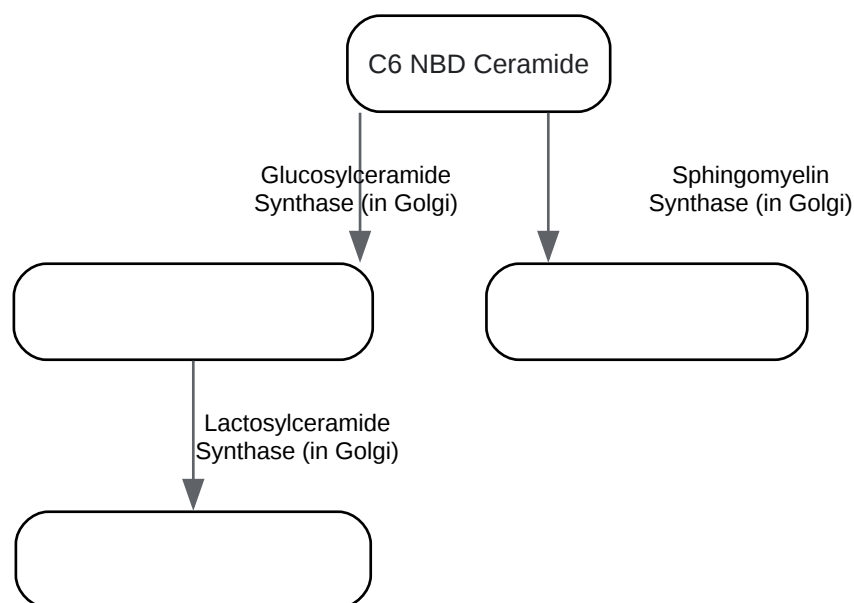 C6 NBD Ceramide
Glucosylceramide
Synthase (in Golgi)
Sphingomyelin
Synthase (in Golgi)
Lactosylceramide
Synthase (in Golgi)